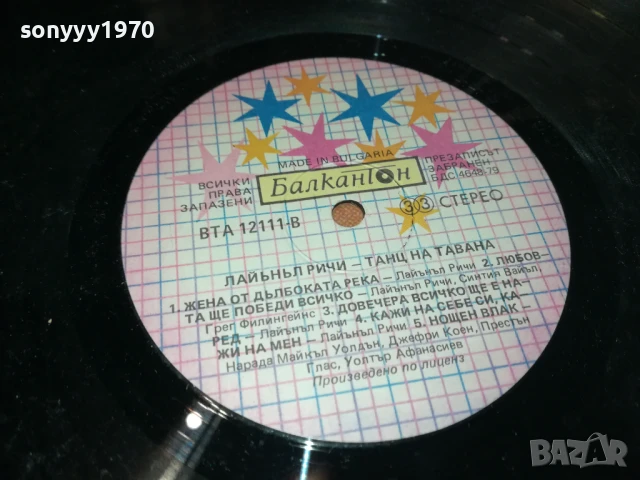 sonyyy1970
MADE IN BULGARIA
ВСИЧКИ
ПРАВА
ЗАПАЗЕНИ
Балкантон
ПРЕЗАПИСЪТ
ЗАБРАНЕН
БДС 4648-79
ВТА 12111-В
33 СТЕРЕО
ЛАЙЪНЪЛ РИЧИ – ТАНЦ НА ТАВАНА
1. ЖЕНА ОТ ДЪЛБОКАТА РЕКА – Лайънъл Ричи 2. ЛЮБОВ-
ТА ЩЕ ПОБЕДИ ВСИЧКО – Лайънъл Ричи, Синтия Вайъл,
Грег Филингейнс 3. ДОВЕЧЕРА ВСИЧКО ЩЕ Е НА-
РЕД – Лайънъл Ричи 4. КАЖИ НА СЕБЕ СИ, КА-
ЖИ НА МЕН – Лайънъл Ричи 5. НОЩЕН ВЛАК –
Нарада Майкъл Уолдън, Джефри Коен, Престън
Глас, Уолтър Афанасиев
Произведено по лиценз
BAZAR